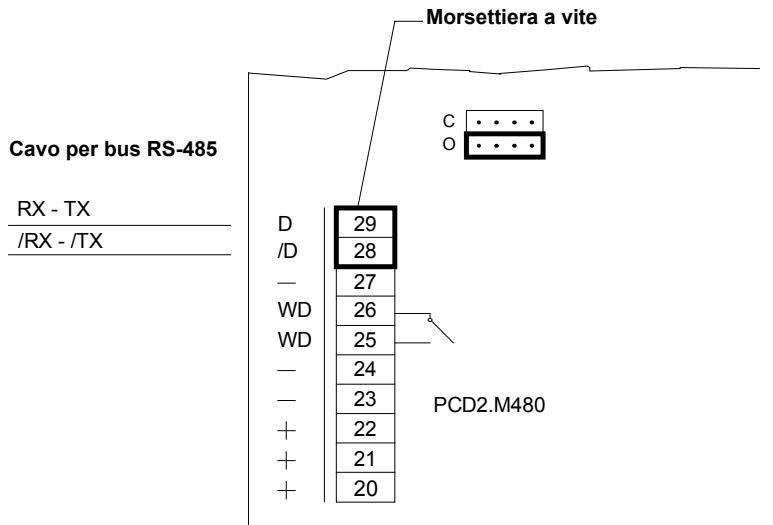 Morsettiera a vite
C
O
Cavo per bus RS-485
RX - TX
/RX - /TX
D 29
/D 28
— 27
WD 26
WD 25
— 24
— 23
PCD2.M480
+ 22
+ 21
+ 20